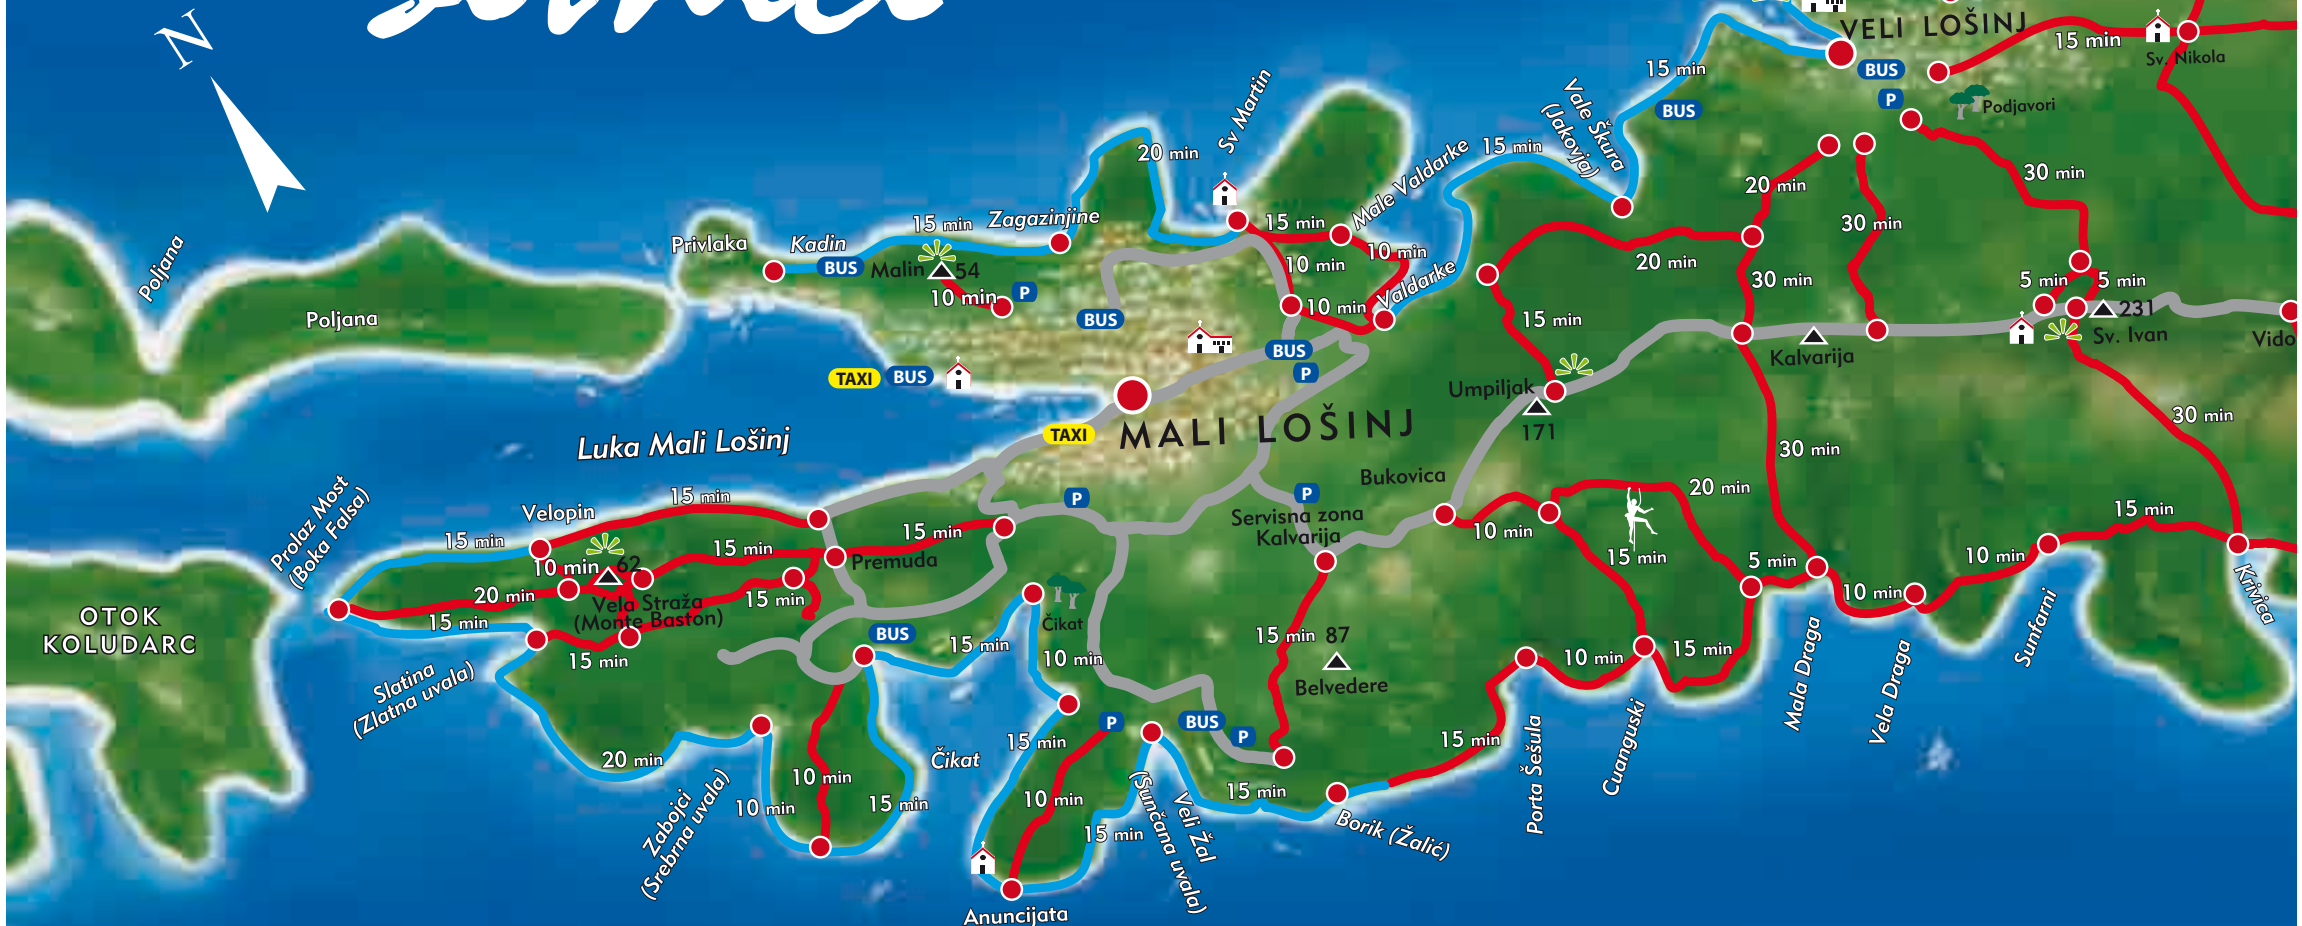 N
VELI LOŠINJ
15 min
Sv. Nikola
BUS
P
Podjavori
15 min
BUS
Vale Škura
(Jakovja)
15 min
Sv Martin
20 min
Male Valdarke
30 min
20 min
30 min
Poljana
Privlaka
Kadin
15 min
Zagazinjine
BUS
Malin
54
10 min
P
15 min
10 min
10 min
10 min
Valdarke
20 min
30 min
5 min
5 min
231
Sv. Ivan
Vido
Poljana
BUS
15 min
Kalvarija
BUS
P
TAXI
BUS
Umpiljak
171
TAXI
MALI LOŠINJ
30 min
Luka Mali Lošinj
30 min
Bukovica
Prolaz Most
(Boka Falsa)
Velopin
15 min
P
P
Servisna zona
Kalvarija
20 min
15 min
15 min
15 min
15 min
10 min
15 min
5 min
10 min
10 min
62
Premuda
20 min
Vela Straža
(Monte Baston)
15 min
OTOK
KOLUDARC
15 min
15 min
BUS
15 min
Čikat
10 min
15 min
87
Belvedere
10 min
15 min
10 min
Krivica
Sunfarni
Mala Draga
Vela Draga
Slatina
(Zlatna uvala)
20 min
Zabojci
(Srebrna uvala)
10 min
10 min
15 min
Čikat
15 min
P
BUS
P
10 min
15 min
Veli Žal
(Sunčana uvala)
15 min
15 min
Borik (Žalić)
Porta Šešula
Cuanguski
Anuncijata